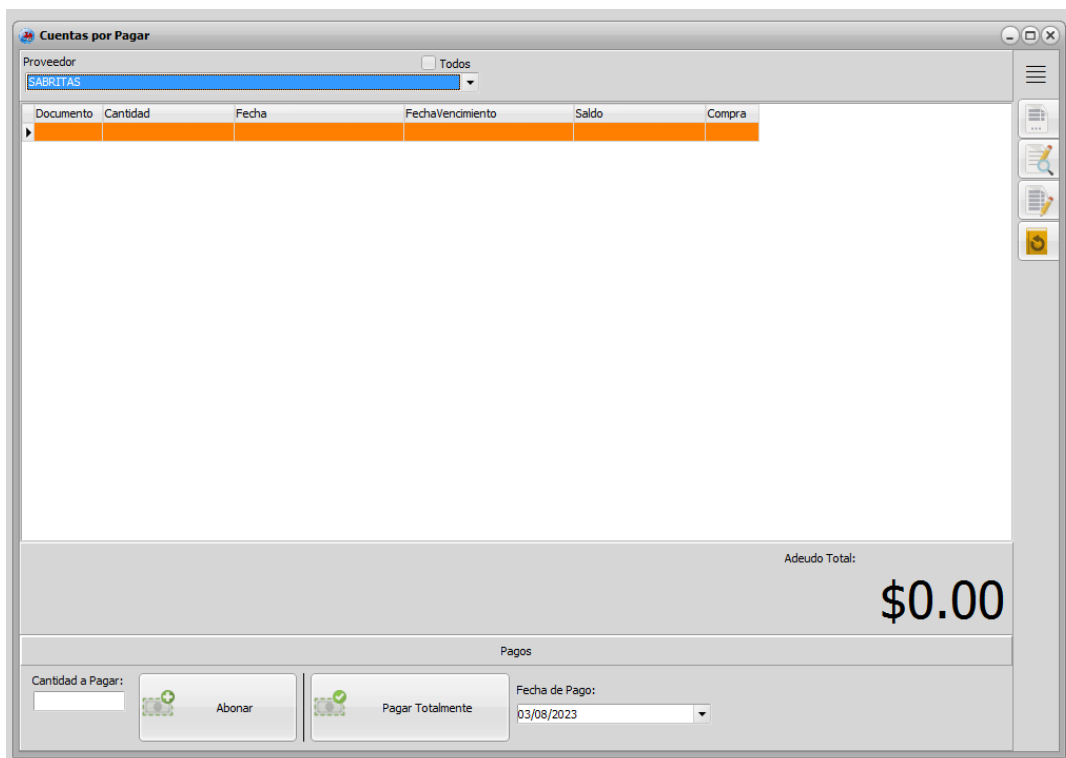 Cuentas por Pagar
Proveedor
Todos
SABRITAS
Documento Cantidad Fecha FechaVencimiento Saldo Compra
Adeudo Total:
$0.00
Pagos
Cantidad a Pagar:
Abonar
Pagar Totalmente
Fecha de Pago:
03/08/2023